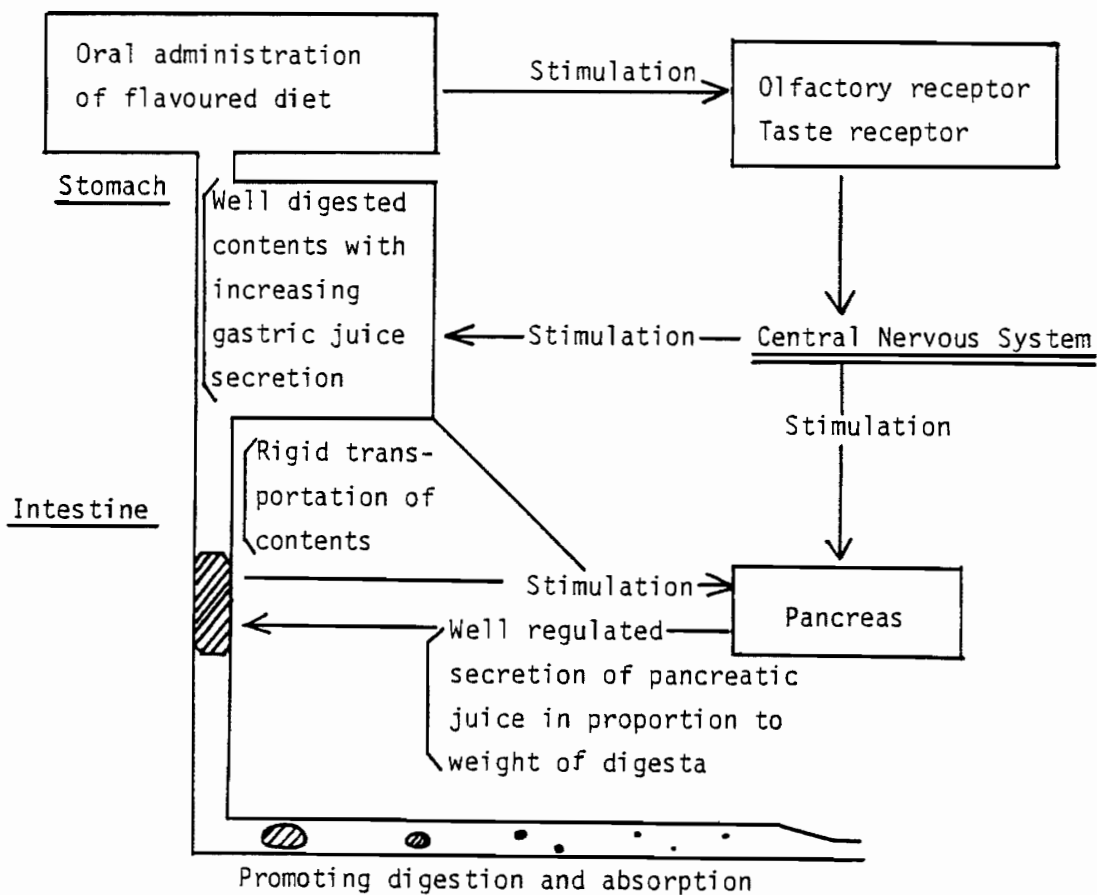 Oral administration
of flavoured diet
Stimulation
Olfactory receptor
Taste receptor
Stomach
Well digested
contents with
increasing
gastric juice
secretion
Stimulation
Central Nervous System
Stimulation
Rigid trans-
portation of
contents
Intestine
Stimulation
Pancreas
Well regulated
secretion of pancreatic
juice in proportion to
weight of digesta
Promoting digestion and absorption